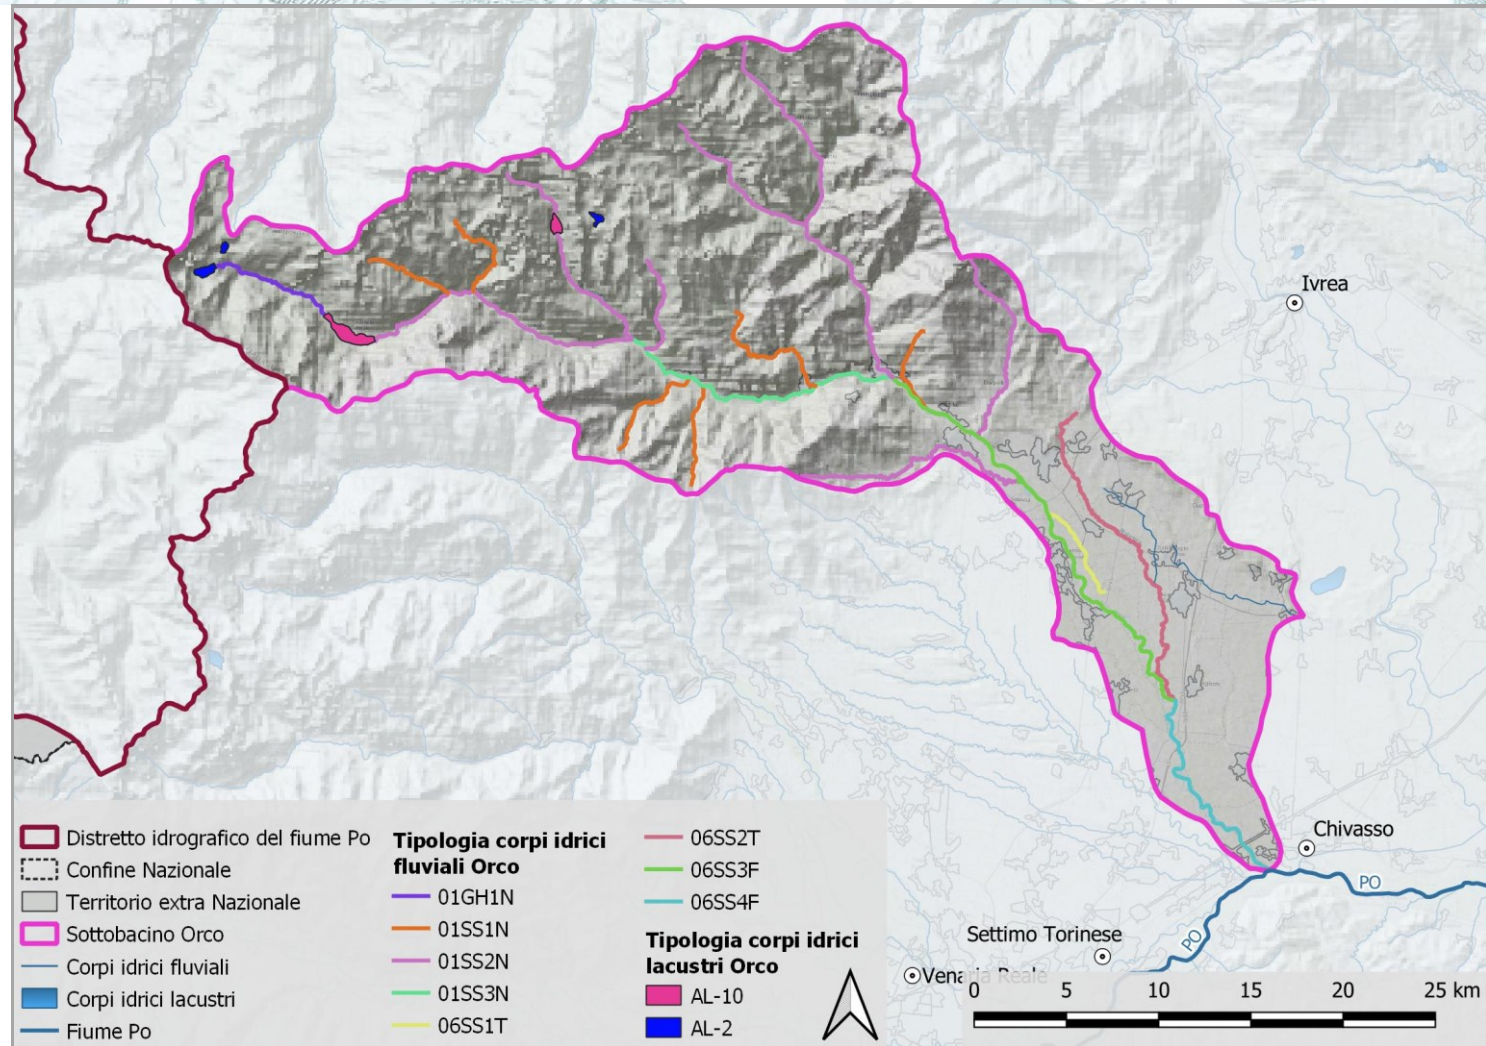 Ivrea
Chivasso
PO
PO
Settimo Torinese
Venaria Reale
Distretto idrografico del fiume Po
Confine Nazionale
Territorio extra Nazionale
Sottobacino Orco
Corpi idrici fluviali
Corpi idrici lacustri
Fiume Po
Tipologia corpi idrici
fluviali Orco
01GH1N
01SS1N
01SS2N
01SS3N
06SS1T
06SS2T
06SS3F
06SS4F
Tipologia corpi idrici
lacustri Orco
AL-10
AL-2
0 5 10 15 20 25 km